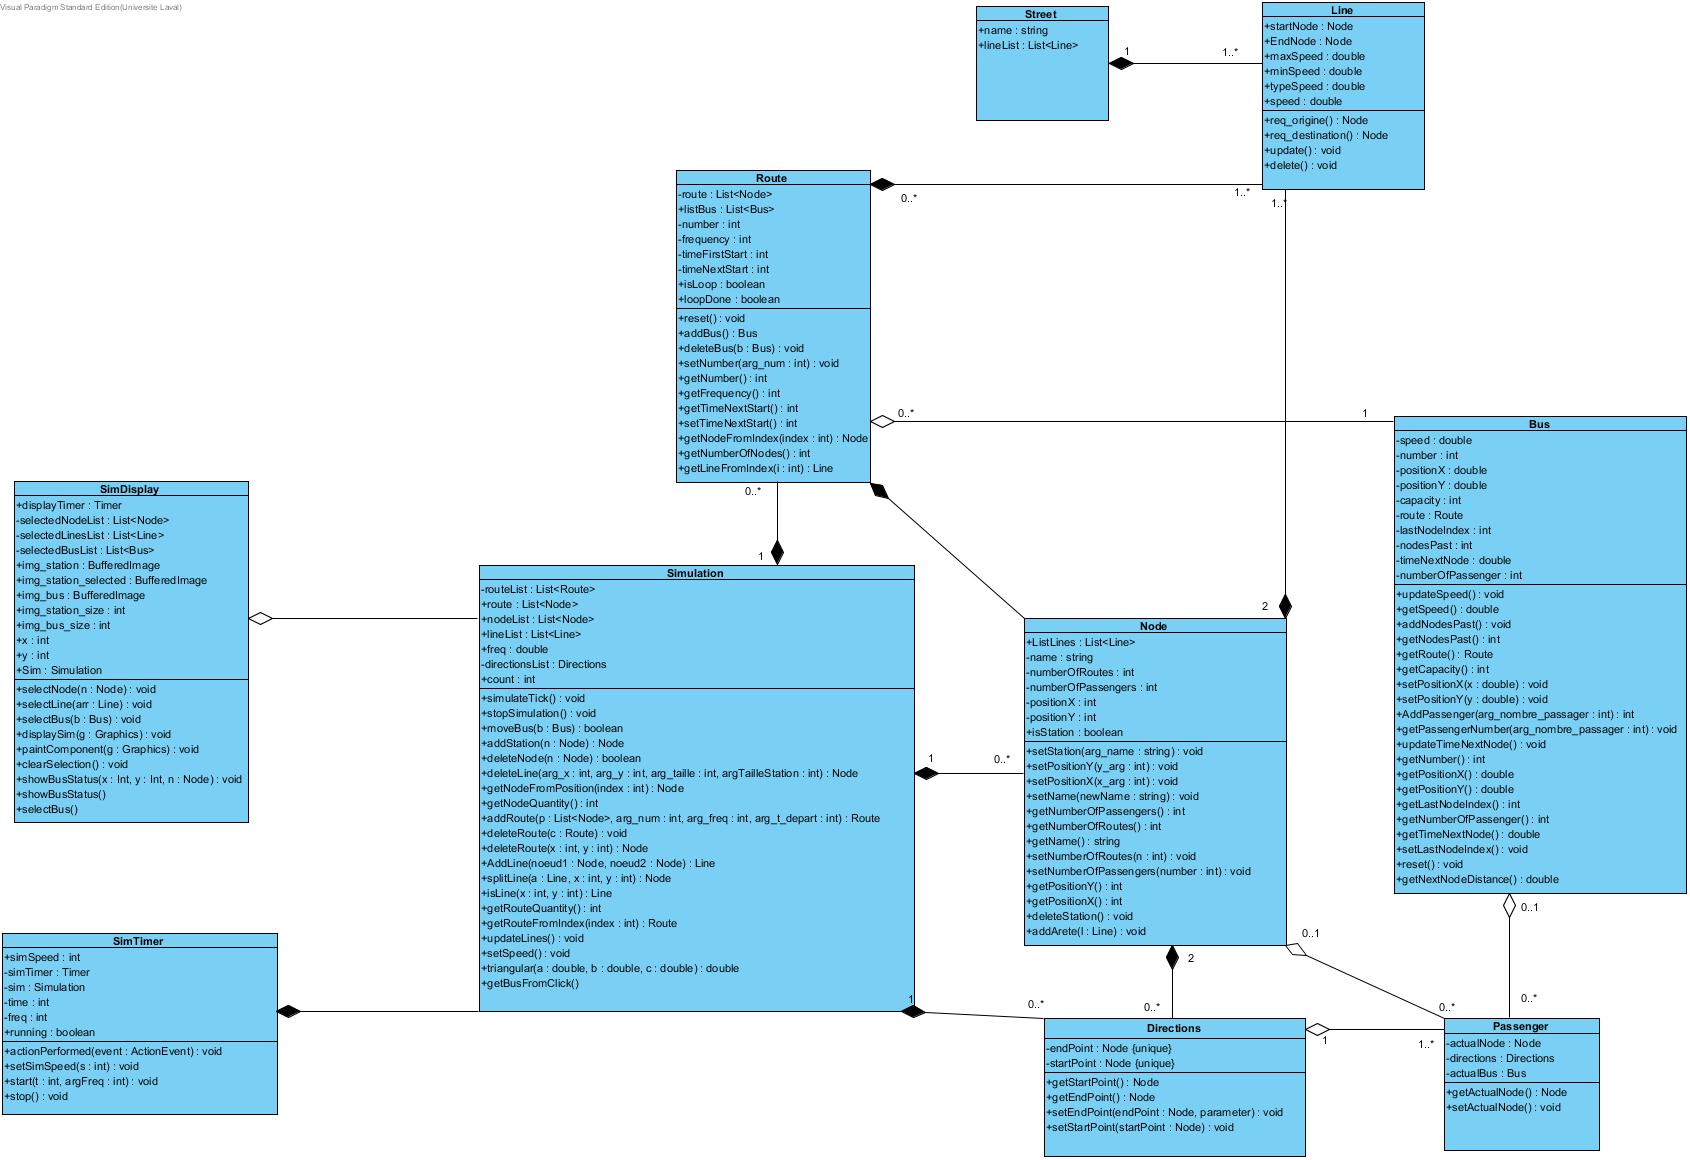 Visual Paradigm Standard Edition(Universite Laval)
Street
+name : string
+lineList : List<Line>
1
1..*
Line
+startNode : Node
+EndNode : Node
+maxSpeed : double
+minSpeed : double
+typeSpeed : double
+speed : double
+req_origine() : Node
+req_destination() : Node
+update() : void
+delete() : void
Route
-route : List<Node>
+listBus : List<Bus>
-number : int
-frequency : int
-timeFirstStart : int
-timeNextStart : int
+isLoop : boolean
+loopDone : boolean
+reset() : void
+addBus() : Bus
+deleteBus(b : Bus) : void
+setNumber(arg_num : int) : void
+getNumber() : int
+getFrequency() : int
+getTimeNextStart() : int
+setTimeNextStart() : int
+getNodeFromIndex(index : int) : Node
+getNumberOfNodes() : int
+getLineFromIndex(i : int) : Line
0..*
1..*
1..*
0..*
1
0..*
1
Bus
-speed : double
-number : int
-positionX : double
-positionY : double
-capacity : int
-route : Route
-lastNodeIndex : int
-nodesPast : int
-timeNextNode : double
-numberOfPassenger : int
+updateSpeed() : void
+getSpeed() : double
+addNodesPast() : void
+getNodesPast() : int
+getRoute() : Route
+getCapacity() : int
+setPositionX(x : double) : void
+setPositionY(y : double) : void
+AddPassenger(arg_nombre_passager : int) : int
+getPassengerNumber(arg_nombre_passager : int) : void
+updateTimeNextNode() : void
+getNumber() : int
+getPositionX() : double
+getPositionY() : double
+getLastNodeIndex() : int
+getNumberOfPassenger() : int
+getTimeNextNode() : double
+setLastNodeIndex() : void
+reset() : void
+getNextNodeDistance() : double
SimDisplay
+displayTimer : Timer
-selectedNodeList : List<Node>
-selectedLinesList : List<Line>
-selectedBusList : List<Bus>
+img_station : BufferedImage
+img_station_selected : BufferedImage
+img_bus : BufferedImage
+img_station_size : int
+img_bus_size : int
+x : int
+y : int
+Sim : Simulation
+selectNode(n : Node) : void
+selectLine(arr : Line) : void
+selectBus(b : Bus) : void
+displaySim(g : Graphics) : void
+paintComponent(g : Graphics) : void
+clearSelection() : void
+showBusStatus(x : Int, y : Int, n : Node) : void
+showBusStatus()
+selectBus()
Simulation
-routeList : List<Route>
+route : List<Node>
+nodeList : List<Node>
+lineList : List<Line>
+freq : double
-directionsList : Directions
+count : int
+simulateTick() : void
+stopSimulation() : void
+moveBus(b : Bus) : boolean
+addStation(n : Node) : Node
+deleteNode(n : Node) : boolean
+deleteLine(arg_x : int, arg_y : int, arg_taille : int, argTailleStation : int) : Node
+getNodeFromPosition(index : int) : Node
+getNodeQuantity() : int
+addRoute(p : List<Node>, arg_num : int, arg_freq : int, arg_t_depart : int) : Route
+deleteRoute(c : Route) : void
+deleteRoute(x : int, y : int) : Node
+AddLine(noeud1 : Node, noeud2 : Node) : Line
+splitLine(a : Line, x : int, y : int) : Node
+isLine(x : int, y : int) : Line
+getRouteQuantity() : int
+getRouteFromIndex(index : int) : Route
+updateLines() : void
+setSpeed() : void
+triangular(a : double, b : double, c : double) : double
+getBusFromClick()
1
0..*
2
Node
+ListLines : List<Line>
-name : string
-numberOfRoutes : int
-numberOfPassengers : int
-positionX : int
-positionY : int
+isStation : boolean
+setStation(arg_name : string) : void
+setPositionY(y_arg : int) : void
+setPositionX(x_arg : int) : void
+setName(newName : string) : void
+getNumberOfPassengers() : int
+getNumberOfRoutes() : int
+getName() : string
+setNumberOfRoutes(n : int) : void
+setNumberOfPassengers(number : int) : void
+getPositionY() : int
+getPositionX() : int
+deleteStation() : void
+addArete(l : Line) : void
SimTimer
+simSpeed : int
-simTimer : Timer
-sim : Simulation
-time : int
-freq : int
+running : boolean
+actionPerformed(event : ActionEvent) : void
+setSimSpeed(s : int) : void
+start(t : int, argFreq : int) : void
+stop() : void
1
0..*
2
0..*
0..1
0..*
0..1
0..*
Directions
-endPoint : Node {unique}
-startPoint : Node {unique}
+getStartPoint() : Node
+getEndPoint() : Node
+setEndPoint(endPoint : Node, parameter) : void
+setStartPoint(startPoint : Node) : void
1
1..*
Passenger
-actualNode : Node
-directions : Directions
-actualBus : Bus
+getActualNode() : Node
+setActualNode() : void